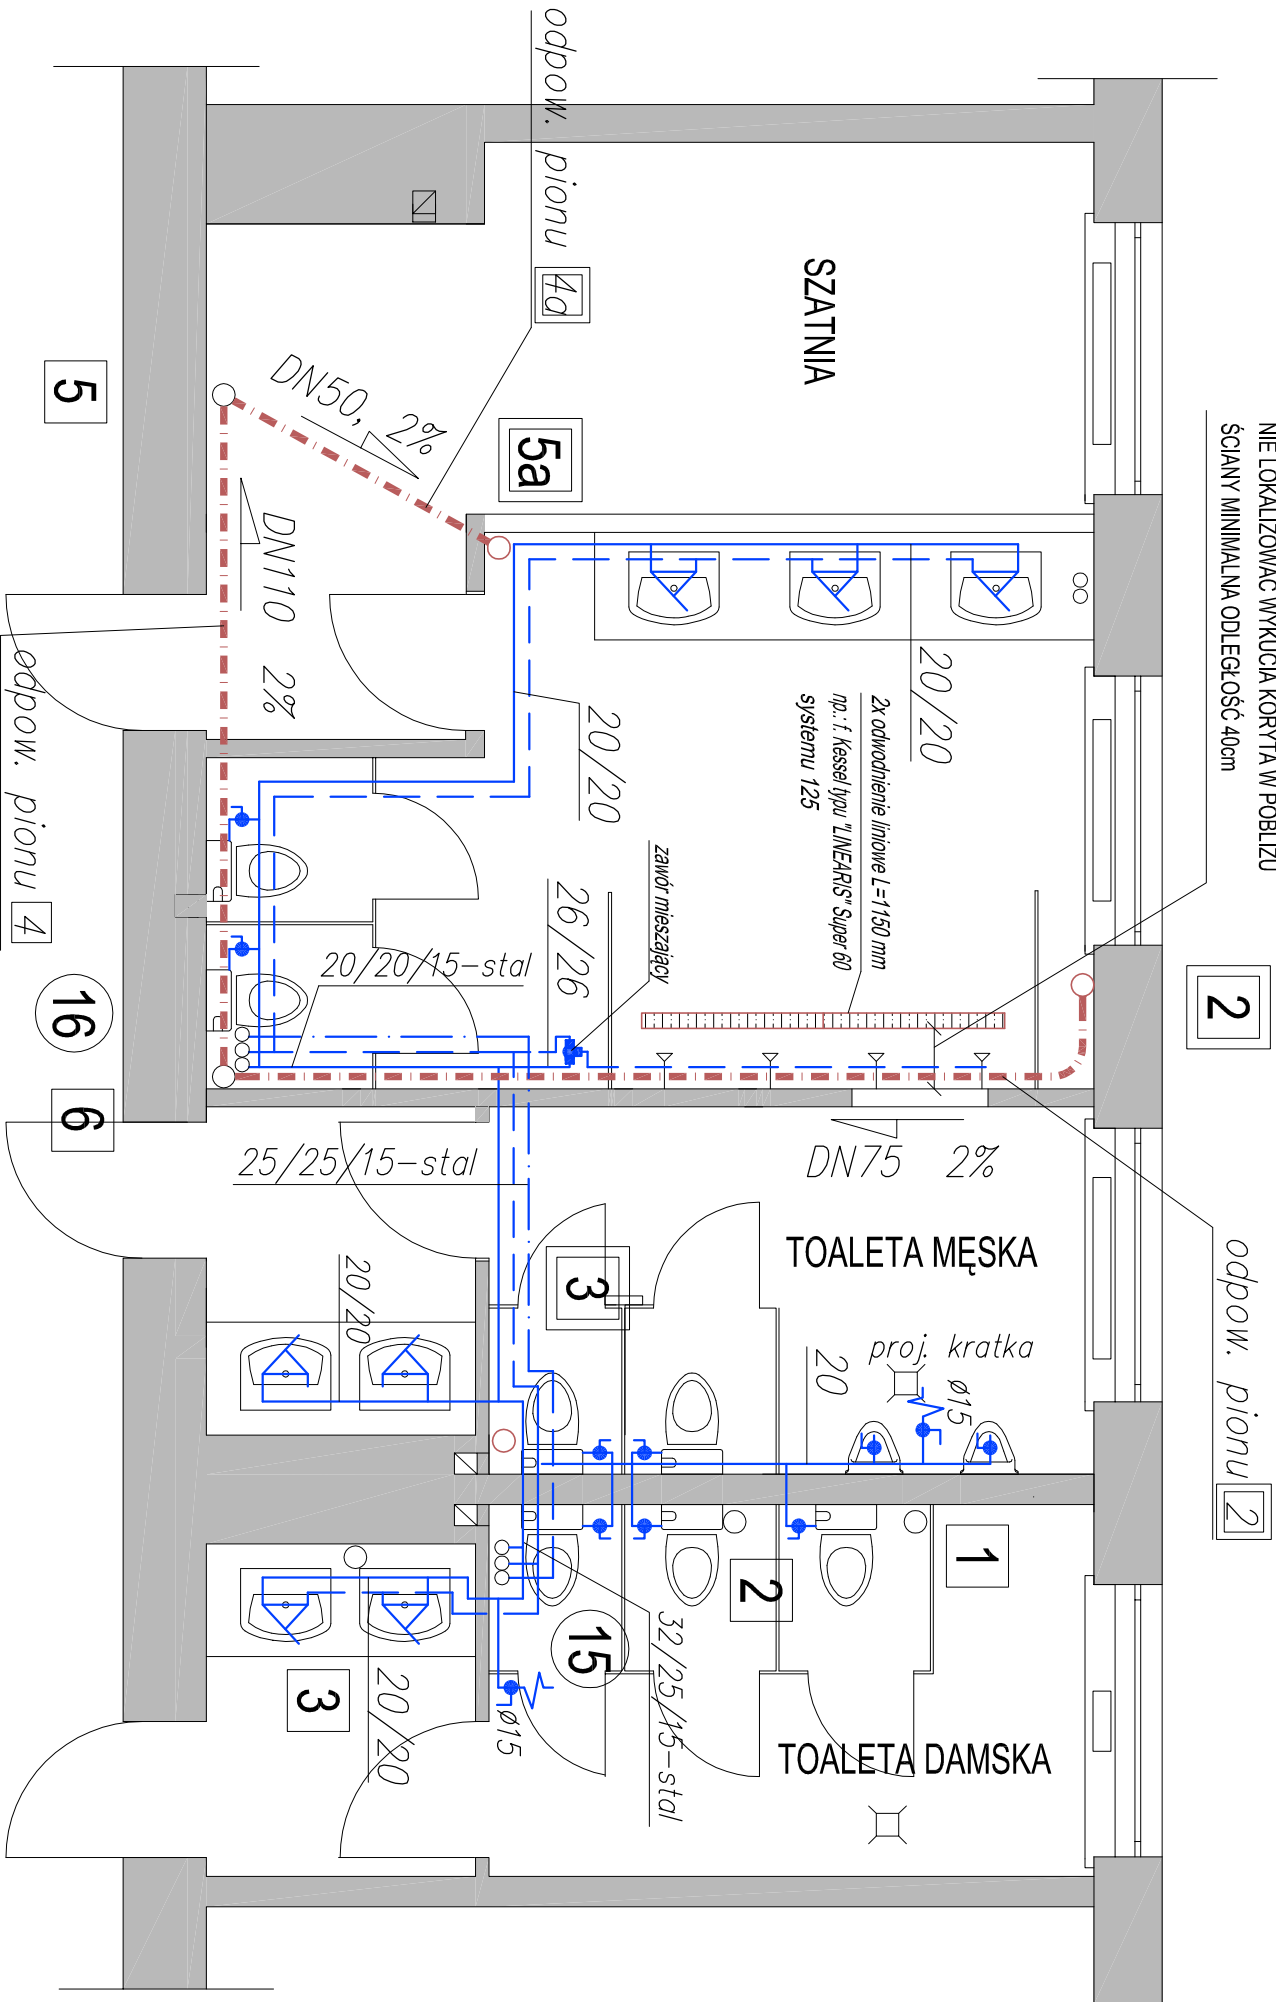 NIE LOKALIZOWAĆ WYKUCIA KORYTA W POBLIŻU
ŚCIANY MINIMALNA ODLEGŁOŚĆ 40cm
odpow. pionu 4a
SZATNIA
DN50, 2%
5a
5
DN110 2%
odpow. pionu 4
20/20
20/20
2x odwodnienie liniowe L=1150 mm
np.: f. Kessel typu "LINEARIS" Super 60
systemu 125
zawór mieszający
26/26
20/20/15-stal
2
16
6
25/25/15-stal
DN75 2%
TOALETA MĘSKA
odpow. pionu 2
3
20/20
proj. kratka
ø15
20
1
2
15
32/25/15-stal
3
20/20
ø15
TOALETA DAMSKA